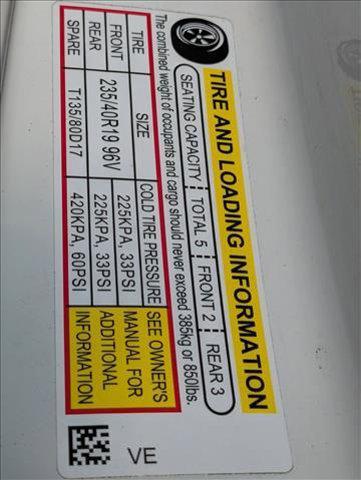 TIRE AND LOADING INFORMATION
SEATING CAPACITY TOTAL 5 FRONT 2 REAR 3
The combined weight of occupants and cargo should never exceed 385kg or 850lbs.
TIRE SIZE COLD TIRE PRESSURE SEE OWNER'S
FRONT 235/40R19 96V 225KPA, 33PSI MANUAL FOR
REAR 225KPA, 33PSI ADDITIONAL
SPARE T135/80D17 420KPA, 60PSI INFORMATION
VE